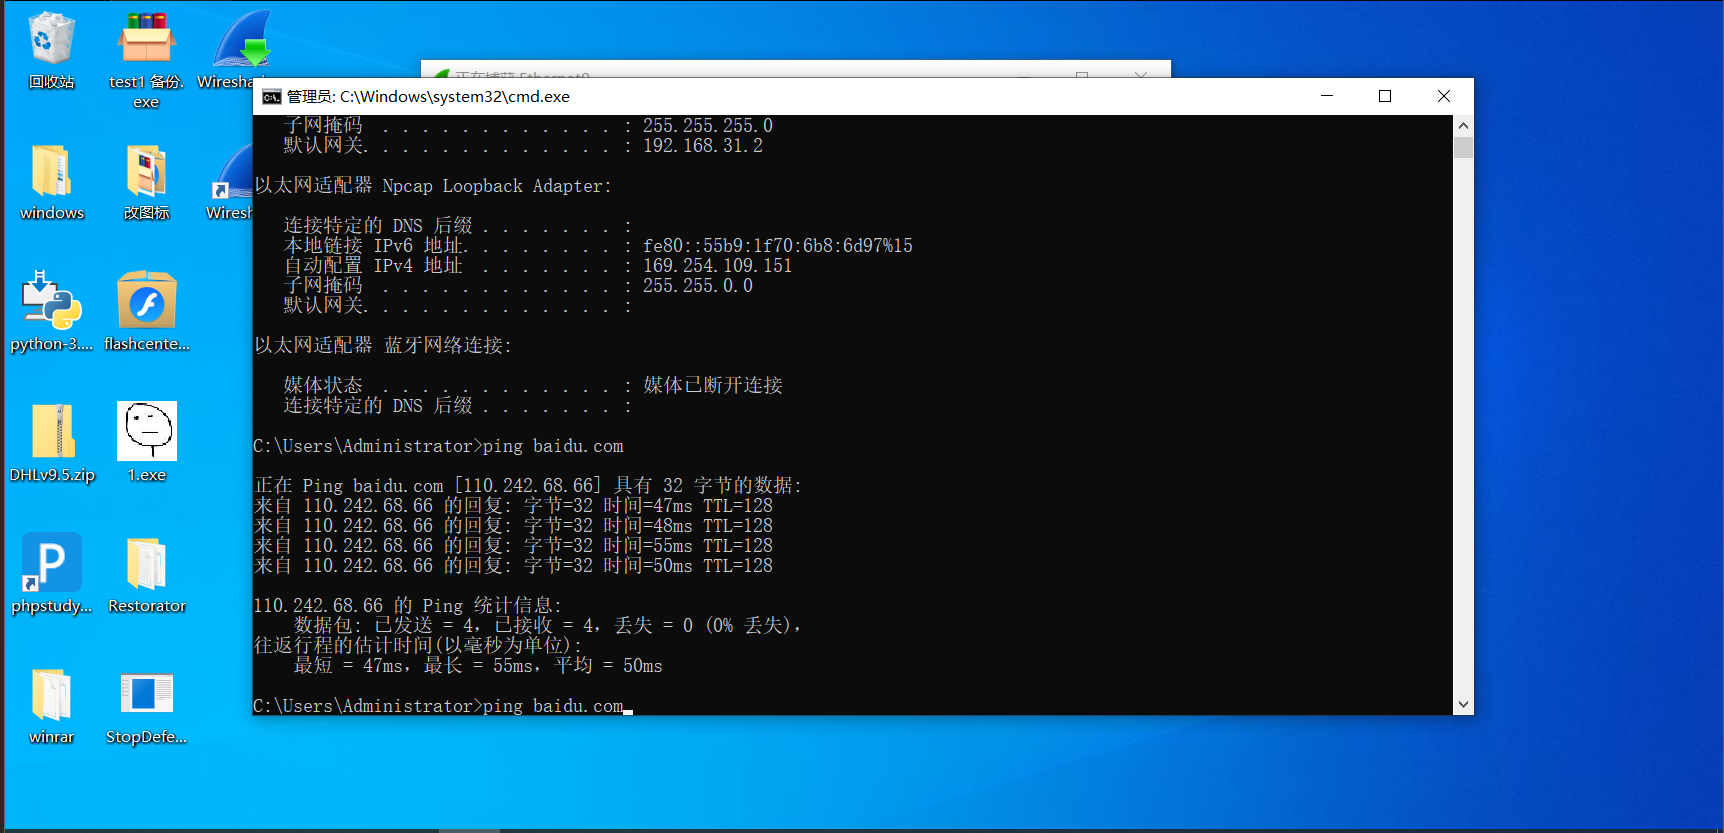 回收站
test1 备份.
exe
Wiresha
windows
改图标
Wiresh
python-3....
flashcente...
DHLv9.5.zip
1.exe
phpstudy...
Restorator
winrar
StopDefe...
正在捕获 Ethernet0
管理员: C:\Windows\system32\cmd.exe
子网掩码 . . . . . . . . . . . . . : 255.255.255.0
默认网关. . . . . . . . . . . . . : 192.168.31.2
以太网适配器 Npcap Loopback Adapter:
连接特定的 DNS 后缀 . . . . . . . . :
本地链接 IPv6 地址. . . . . . . . : fe80::55b9:1f70:6b8:6d97%15
自动配置 IPv4 地址 . . . . . . . . : 169.254.109.151
子网掩码 . . . . . . . . . . . . . : 255.255.0.0
默认网关. . . . . . . . . . . . . :
以太网适配器 蓝牙网络连接:
媒体状态 . . . . . . . . . . . . . : 媒体已断开连接
连接特定的 DNS 后缀 . . . . . . . . :
C:\Users\Administrator>ping baidu.com
正在 Ping baidu.com [110.242.68.66] 具有 32 字节的数据:
来自 110.242.68.66 的回复: 字节=32 时间=47ms TTL=128
来自 110.242.68.66 的回复: 字节=32 时间=48ms TTL=128
来自 110.242.68.66 的回复: 字节=32 时间=55ms TTL=128
来自 110.242.68.66 的回复: 字节=32 时间=50ms TTL=128
110.242.68.66 的 Ping 统计信息:
数据包: 已发送 = 4，已接收 = 4，丢失 = 0 (0% 丢失)，
往返行程的估计时间(以毫秒为单位):
最短 = 47ms，最长 = 55ms，平均 = 50ms
C:\Users\Administrator>ping baidu.com